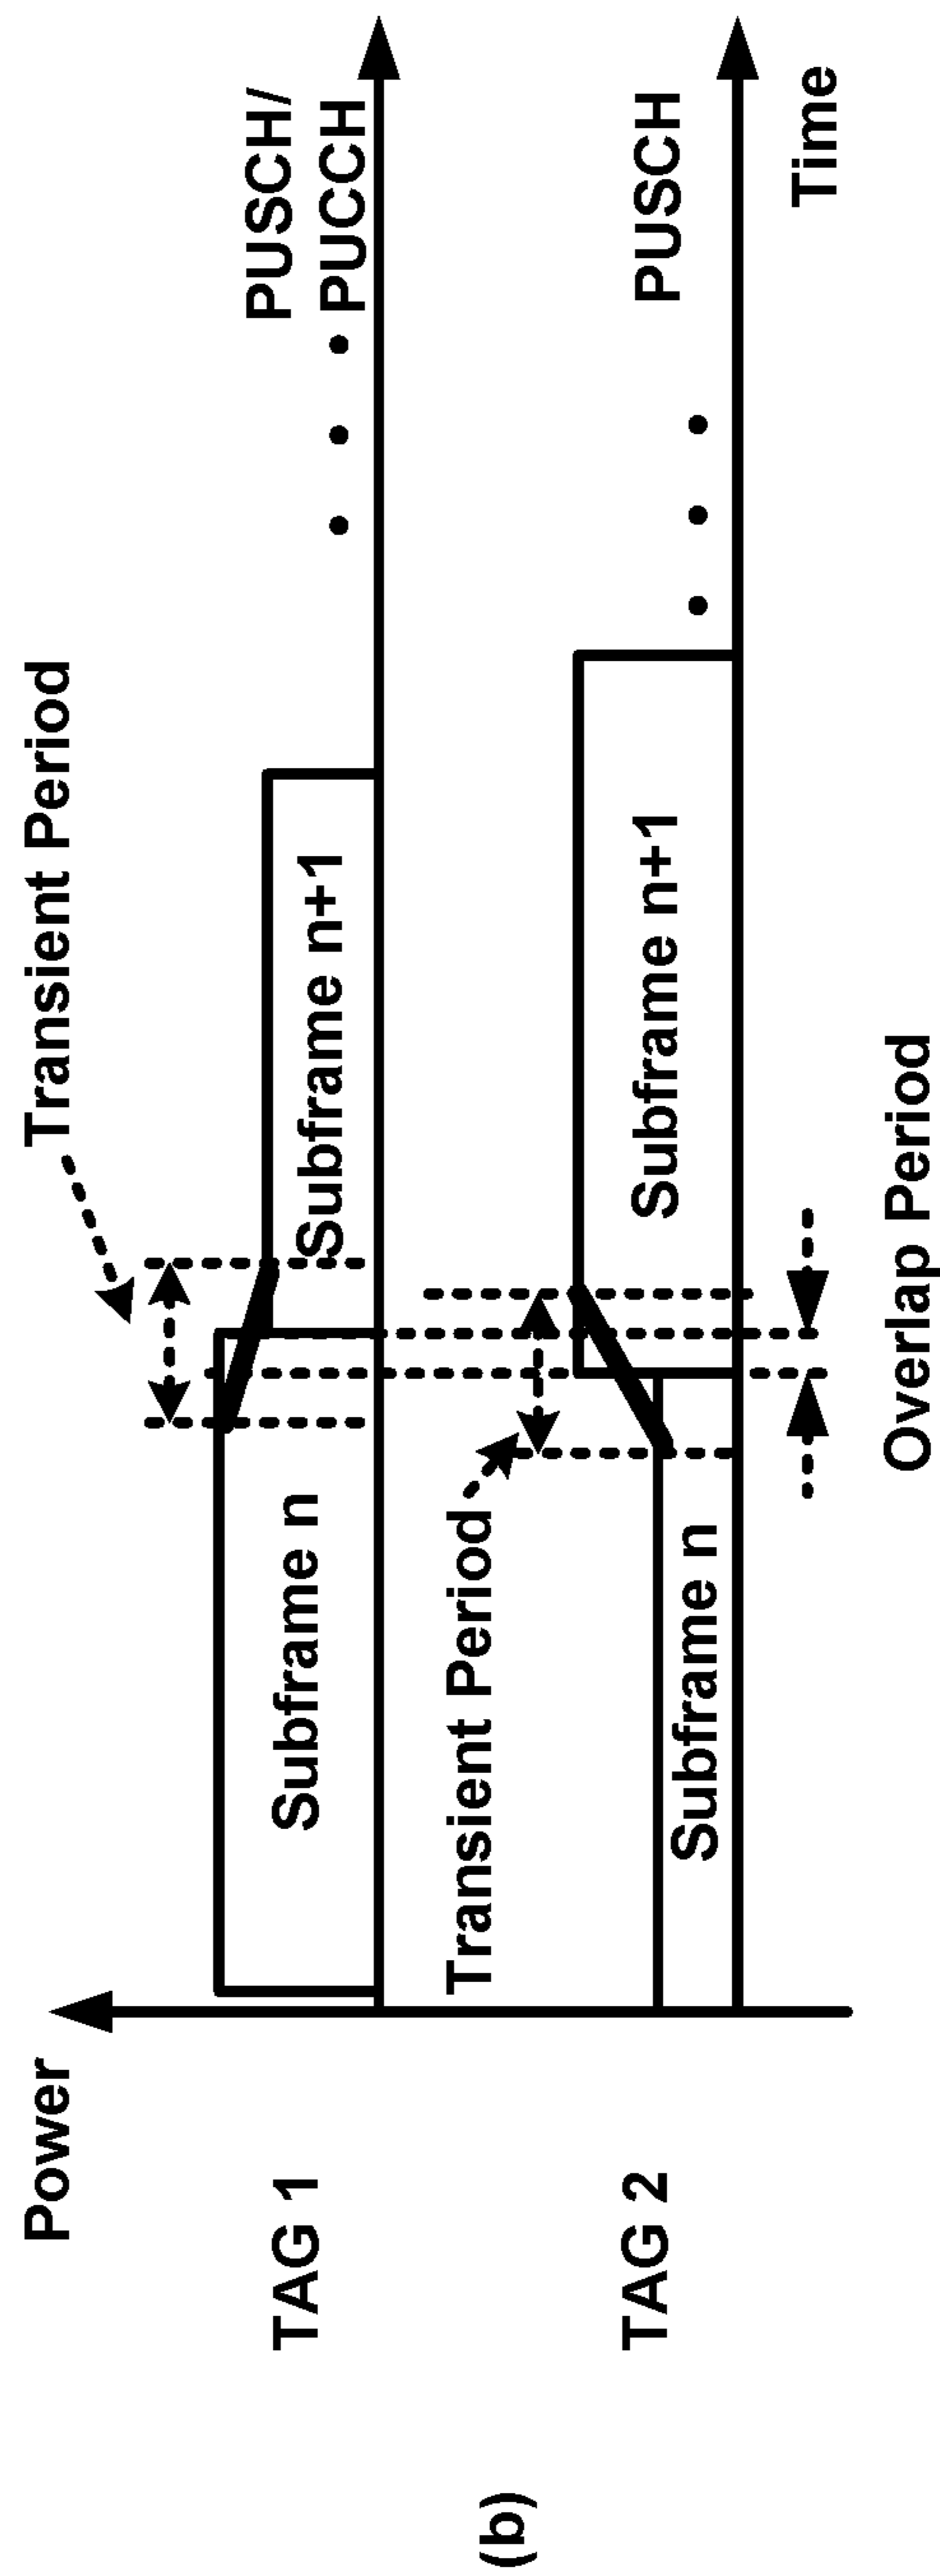 Power
Transient Period
PUSCH/
PUCCH
TAG 1
Subframe n
Subframe n+1
Transient Period
PUSCH
TAG 2
Subframe n
Subframe n+1
Time
Overlap Period
(b)